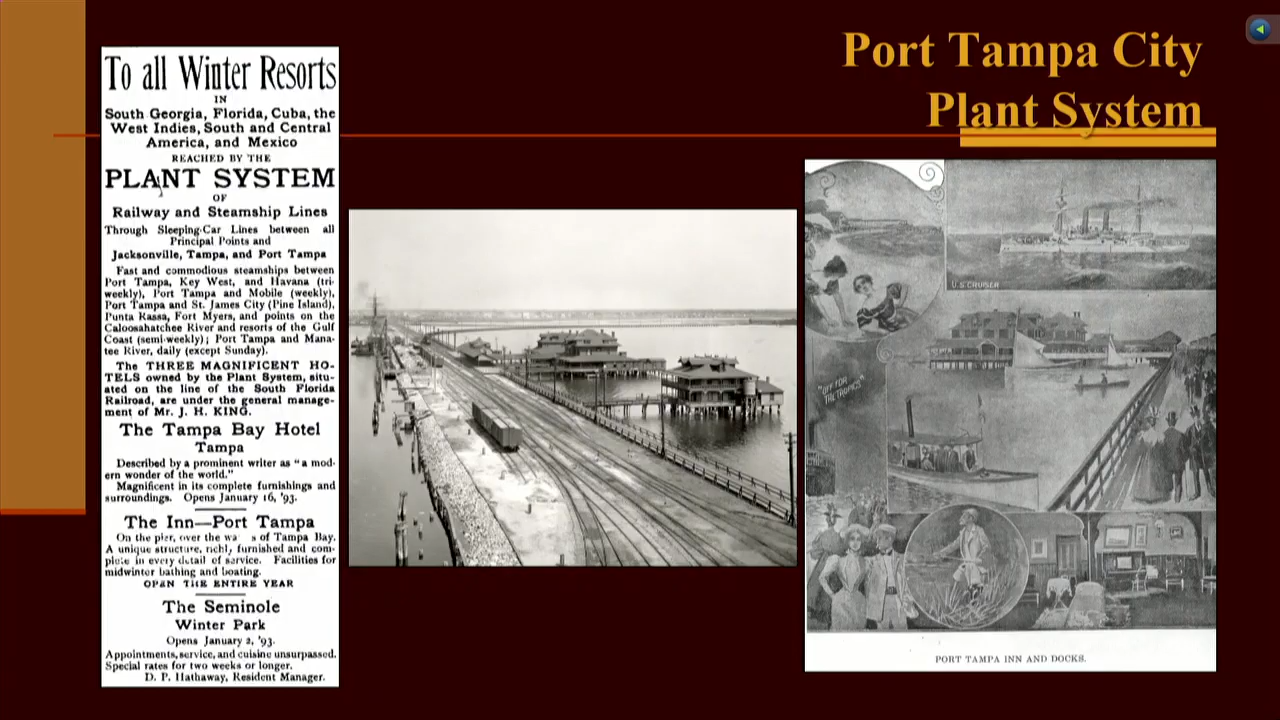 Port Tampa City
Plant System
To all Winter Resorts
IN
South Georgia, Florida, Cuba, the
West Indies, South and Central
America, and Mexico
REACHED BY THE
PLANT SYSTEM
OF
Railway and Steamship Lines
Through Sleeping-Car Lines between all
Principal Points and
Jacksonville, Tampa, and Port Tampa
Fast and commodious steamships between
Port Tampa, Key West, and Havana (tri-
weekly), Port Tampa and Mobile (weekly),
Port Tampa and St. James City (Pine Island),
Punta Rassa, Fort Myers, and points on the
Caloosahatchee River and resorts of the Gulf
Coast (semi-weekly); Port Tampa and Mana-
tee River, daily (except Sunday).
The THREE MAGNIFICENT HO-
TELS owned by the Plant System, situ-
ated on the line of the South Florida
Railroad, are under the general manage-
ment of Mr. J. H. KING.
The Tampa Bay Hotel
Tampa
Described by a prominent writer as "a mod-
ern wonder of the world."
Magnificent in its complete furnishings and
surroundings. Opens January 16, '93.
The Inn—Port Tampa
On the pier, over the wa s of Tampa Bay.
A unique structure, richly furnished and com-
plete in every detail of service. Facilities for
midwinter bathing and boating.
OPEN THE ENTIRE YEAR
The Seminole
Winter Park
Opens January 2, '93.
Appointments, service, and cuisine unsurpassed.
Special rates for two weeks or longer.
D. P. Hathaway, Resident Manager.
U.S. CRUISER
"OFF FOR
THE TROPICS"
PORT TAMPA INN AND DOCKS.